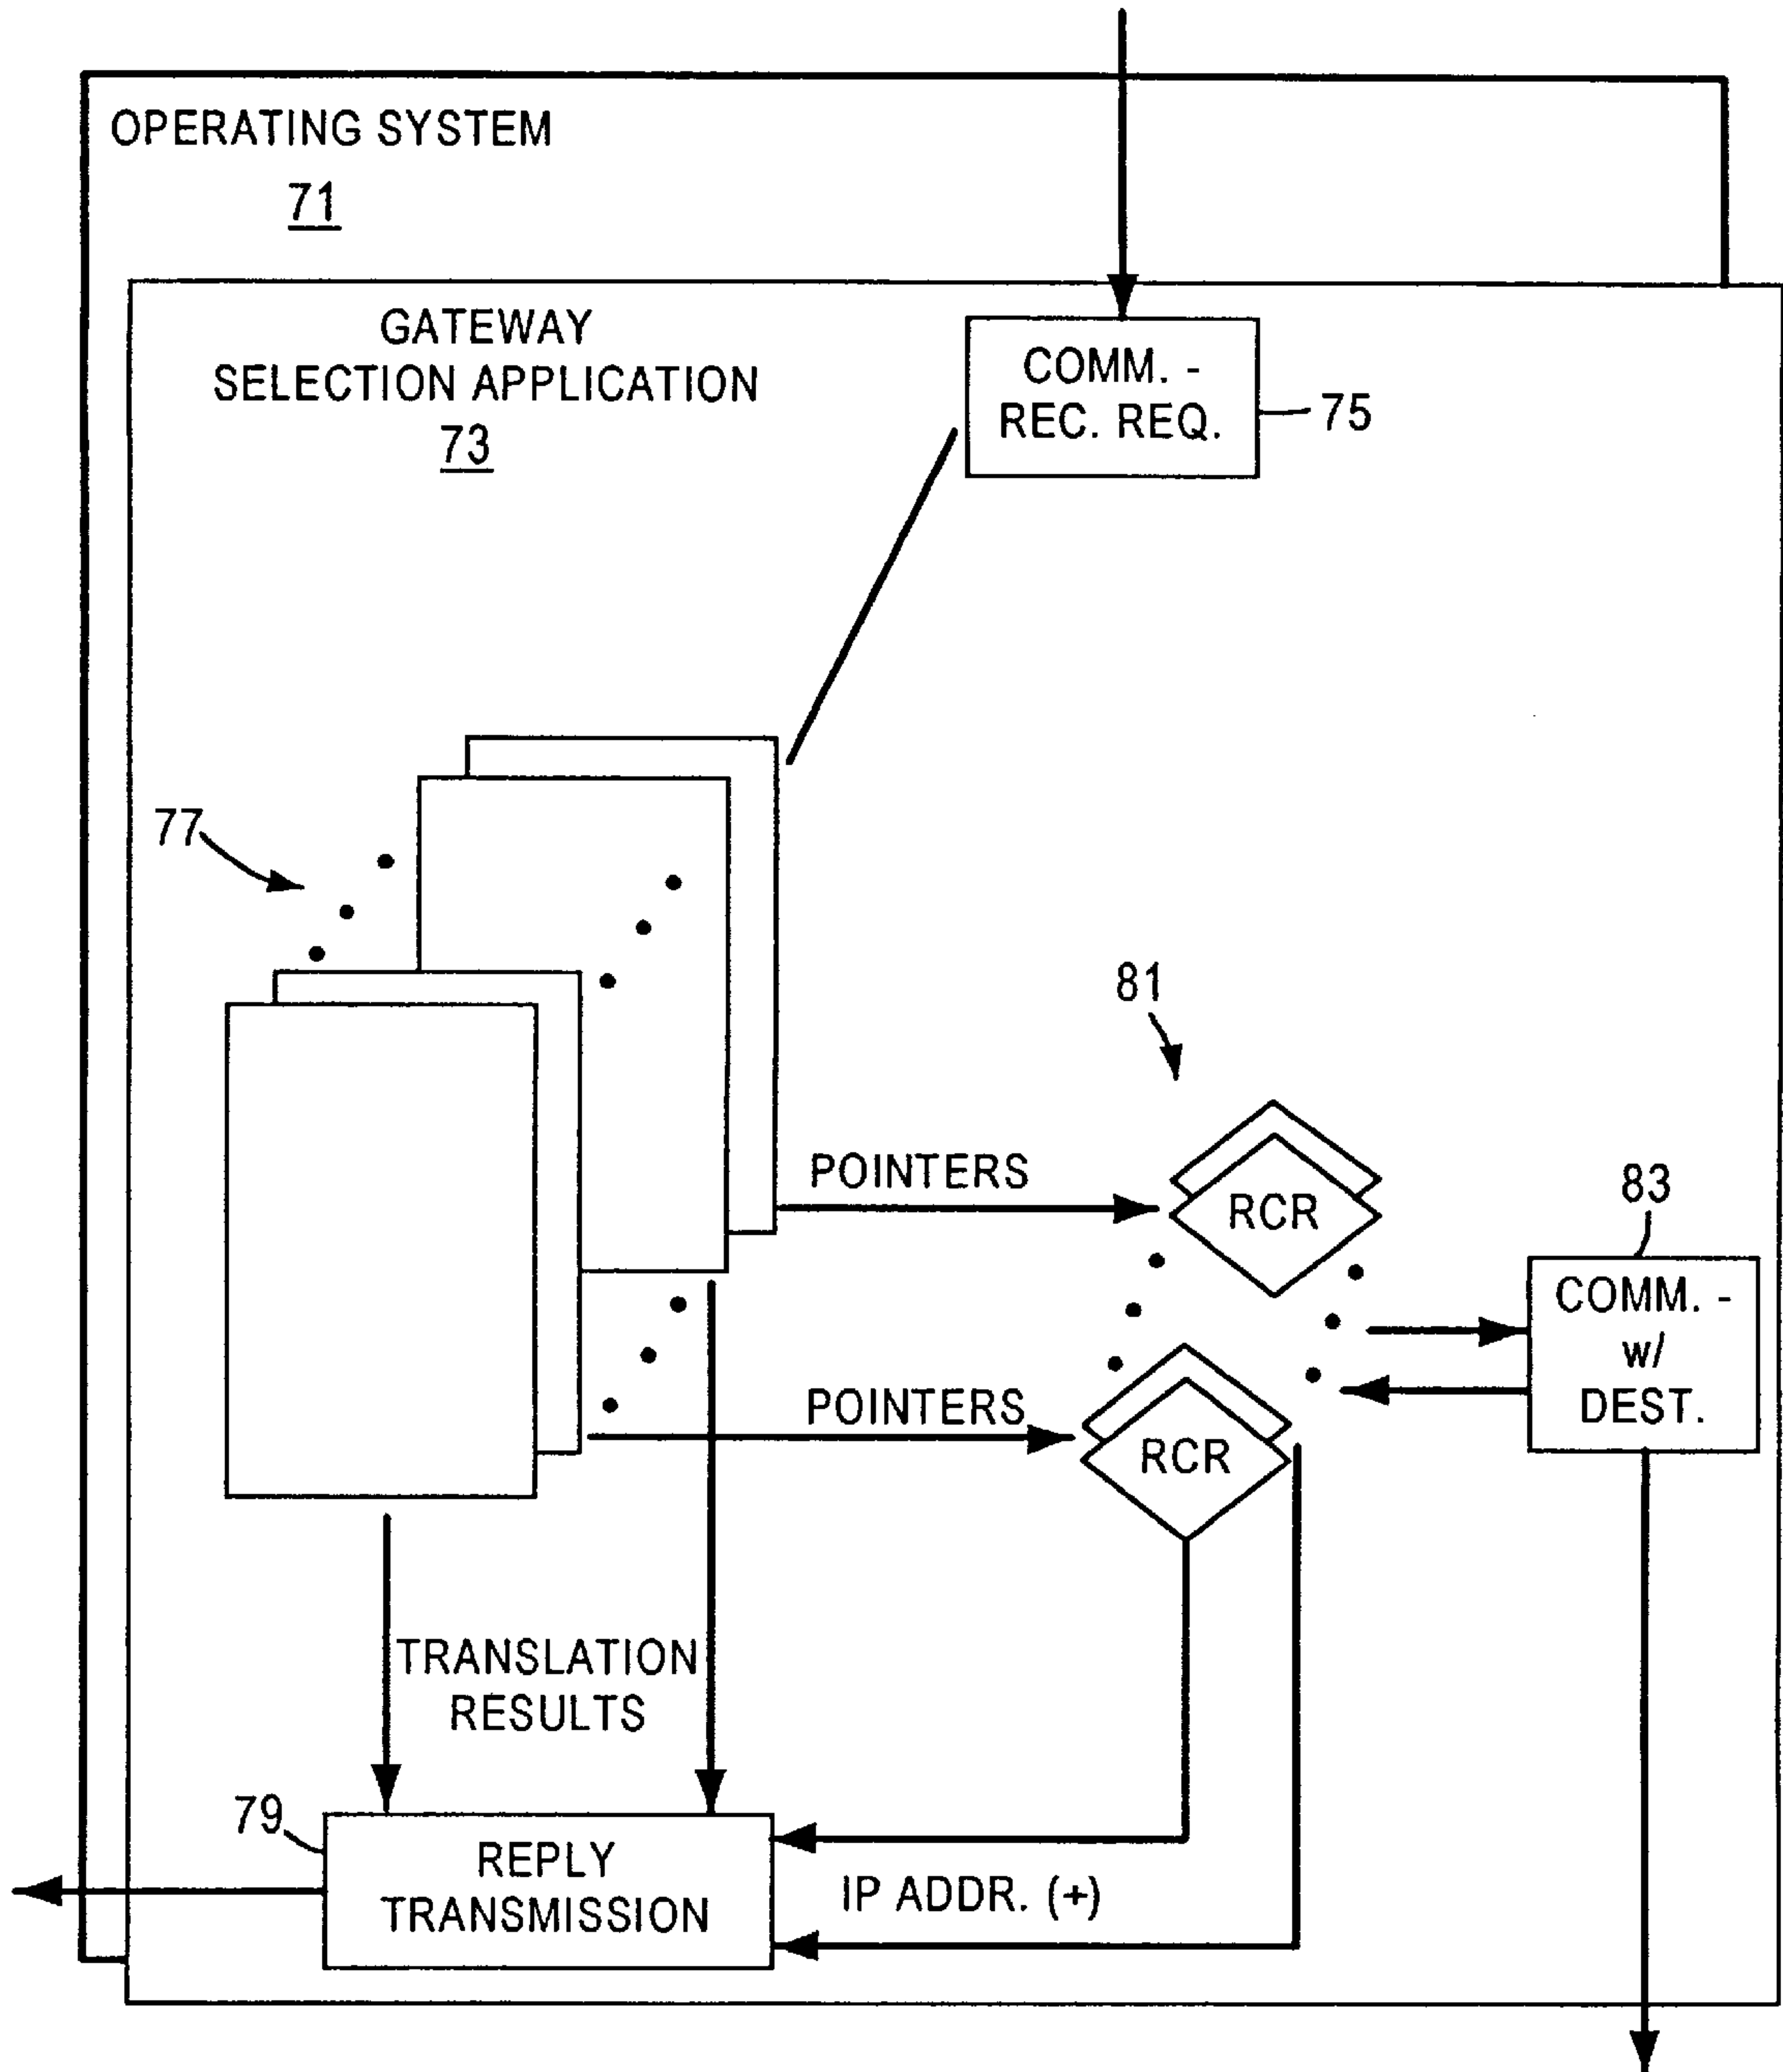 OPERATING SYSTEM
71
GATEWAY
SELECTION APPLICATION
73
COMM. -
REC. REQ.
75
77
81
POINTERS
RCR
83
COMM. -
w/
DEST.
POINTERS
RCR
TRANSLATION
RESULTS
79
REPLY
TRANSMISSION
IP ADDR. (+)